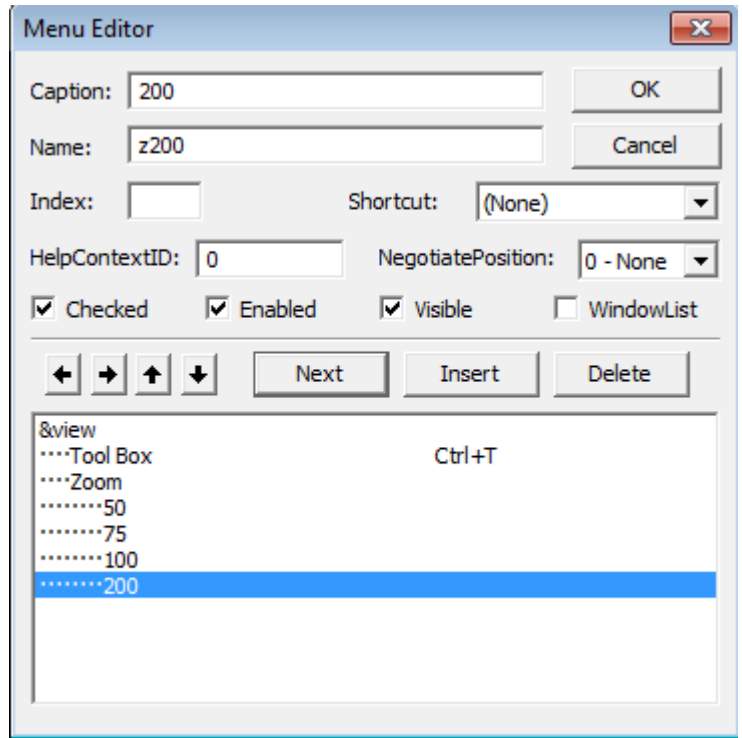 Menu Editor
Caption: 200 OK
Name: z200 Cancel
Index: Shortcut: (None)
HelpContextID: 0 NegotiatePosition: 0 - None
Checked Enabled Visible WindowList
Next Insert Delete
&view
····Tool Box Ctrl+T
····Zoom
········50
········75
········100
········200